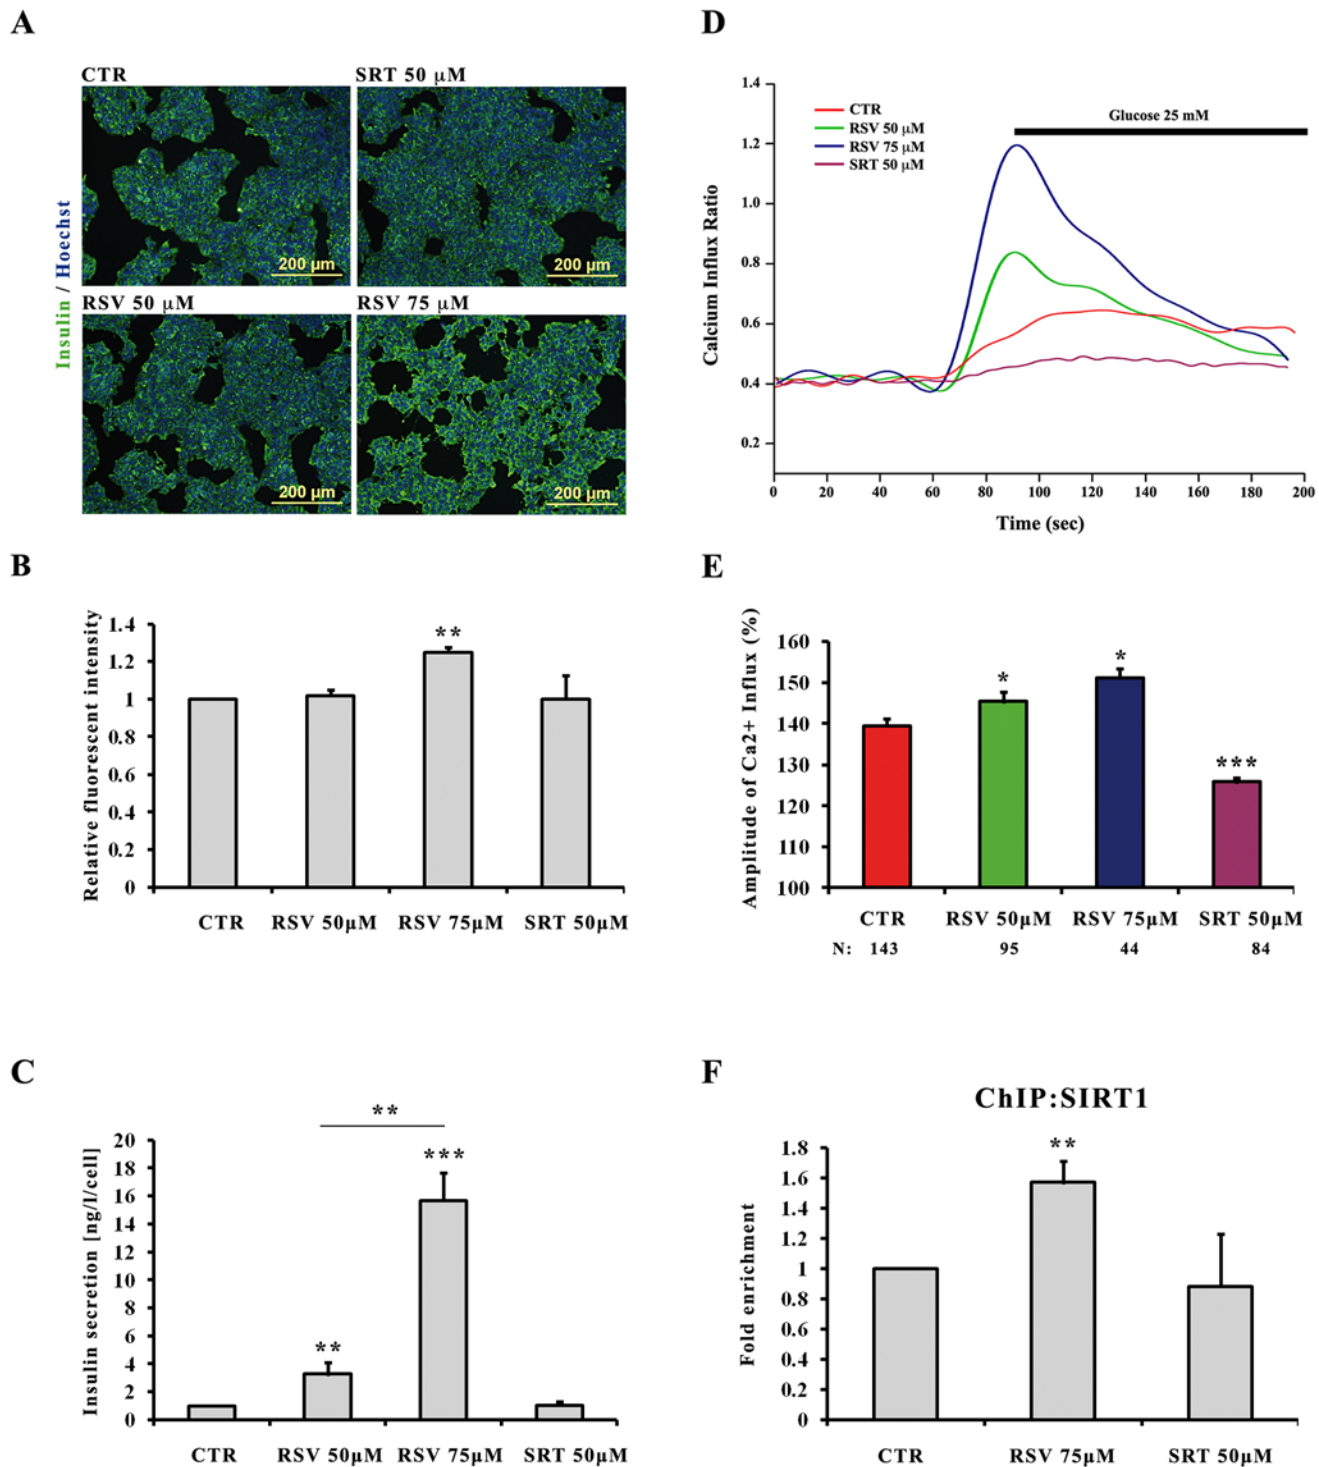 A
CTR
SRT 50 μM
200 μm
200 μm
RSV 50 μM
RSV 75 μM
200 μm
200 μm
Insulin / Hoechst
B
Relative fluorescent intensity
1.4
1.2
1
0.8
0.6
0.4
0.2
0
**
CTR
RSV 50μM
RSV 75μM
SRT 50μM
C
Insulin secretion [ng/l/cell]
20
18
16
14
12
10
8
6
4
2
0
**
**
***
CTR
RSV 50μM
RSV 75μM
SRT 50μM
D
Calcium Influx Ratio
1.4
1.2
1.0
0.8
0.6
0.4
0.2
CTR
RSV 50 μM
RSV 75 μM
SRT 50 μM
Glucose 25 mM
0 20 40 60 80 100 120 140 160 180 200
Time (sec)
E
Amplitude of Ca2+ Influx (%)
160
150
140
130
120
110
100
*
*
***
CTR
RSV 50μM
RSV 75μM
SRT 50μM
N: 143 95 44 84
F
ChIP:SIRT1
Fold enrichment
1.8
1.6
1.4
1.2
1
0.8
0.6
0.4
0.2
0
**
CTR
RSV 75μM
SRT 50μM